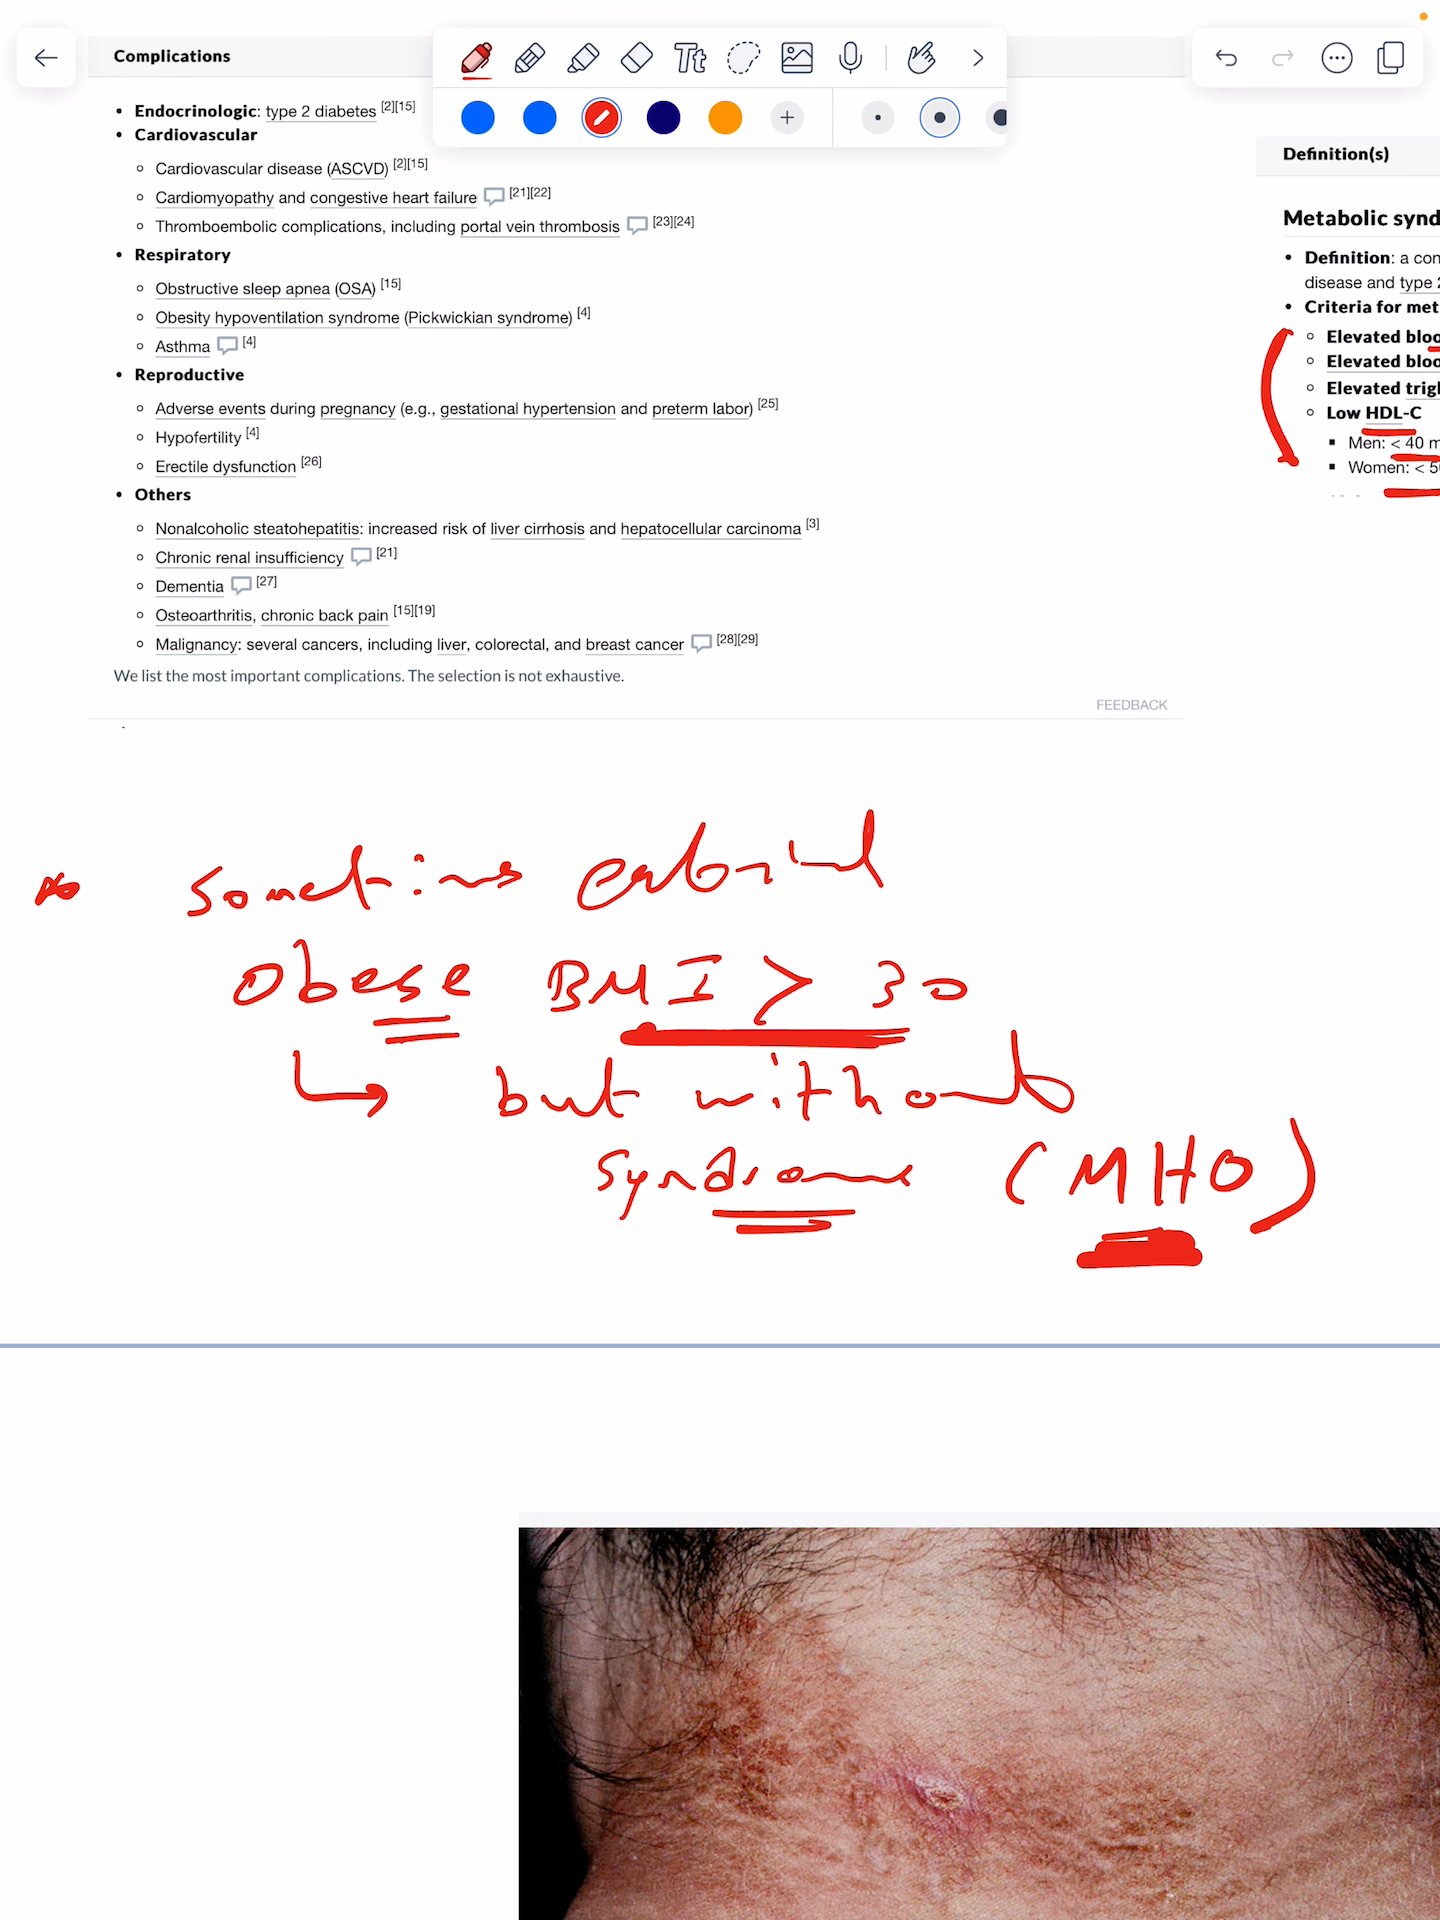 Complications
Tt
Endocrinologic: type 2 diabetes [2][15]
Cardiovascular
Cardiovascular disease (ASCVD) [2][15]
Cardiomyopathy and congestive heart failure [21][22]
Thromboembolic complications, including portal vein thrombosis [23][24]
Respiratory
Obstructive sleep apnea (OSA) [15]
Obesity hypoventilation syndrome (Pickwickian syndrome) [4]
Asthma [4]
Reproductive
Adverse events during pregnancy (e.g., gestational hypertension and preterm labor) [25]
Hypofertility [4]
Erectile dysfunction [26]
Others
Nonalcoholic steatohepatitis: increased risk of liver cirrhosis and hepatocellular carcinoma [3]
Chronic renal insufficiency [21]
Dementia [27]
Osteoarthritis, chronic back pain [15][19]
Malignancy: several cancers, including liver, colorectal, and breast cancer [28][29]
We list the most important complications. The selection is not exhaustive.
FEEDBACK
Definition(s)
Metabolic synd
Definition: a con
disease and type 2
Criteria for met
Elevated bloo
Elevated bloo
Elevated trigl
Low HDL-C
Men: < 40 m
Women: < 5
sometimes
Obese BMI > 30
but without
syndrome (MHO)